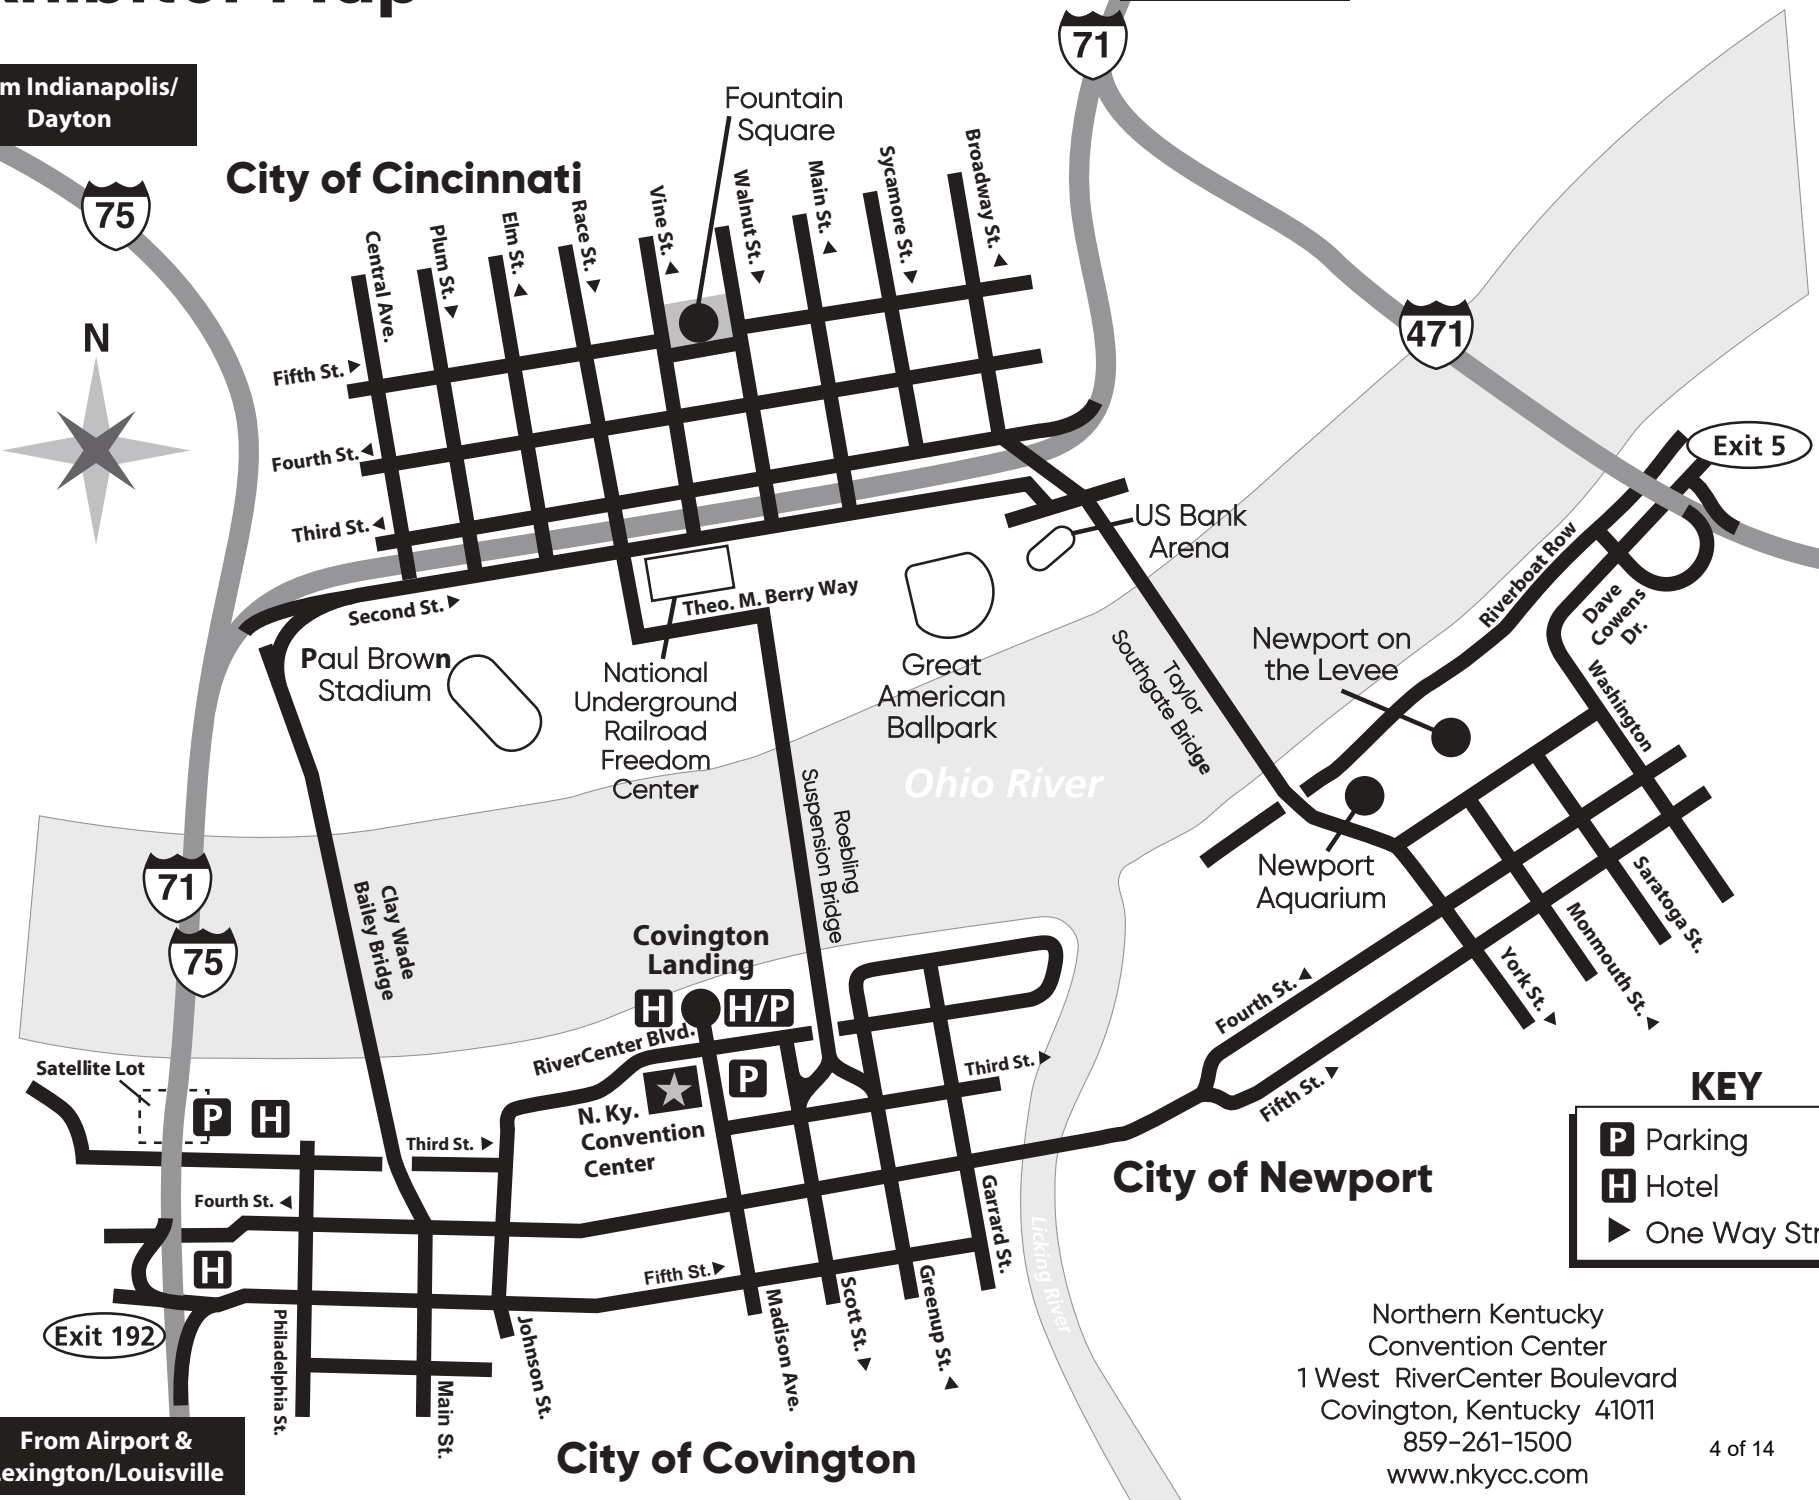 71
m Indianapolis/
Dayton
Fountain
Square
City of Cincinnati
75
Central Ave.
Plum St.
Elm St.
Race St.
Vine St.
Walnut St.
Main St.
Sycamore St.
Broadway St.
N
471
Fifth St.
Fourth St.
Third St.
Exit 5
US Bank
Arena
Second St.
Theo. M. Berry Way
Riverboat Row
Dave
Cowens
Dr.
Paul Brown
Stadium
National
Underground
Railroad
Freedom
Center
Great
American
Ballpark
Taylor
Southgate Bridge
Newport on
the Levee
Washington
Ohio River
Roebling
Suspension Bridge
Newport
Aquarium
71
75
Clay Wade
Bailey Bridge
Covington
Landing
H
H/P
RiverCenter Blvd.
Saratoga St.
Monmouth St.
York St.
Fourth St.
Fifth St.
Satellite Lot
P
H
P
N. Ky.
Convention
Center
Third St.
Third St.
Fourth St.
H
Fifth St.
Exit 192
Philadelphia St.
Main St.
Johnson St.
Madison Ave.
Scott St.
Greenup St.
Garrard St.
Licking River
City of Newport
KEY
P Parking
H Hotel
One Way Str
From Airport &
exington/Louisville
City of Covington
Northern Kentucky
Convention Center
1 West RiverCenter Boulevard
Covington, Kentucky 41011
859-261-1500
www.nkycc.com
4 of 14